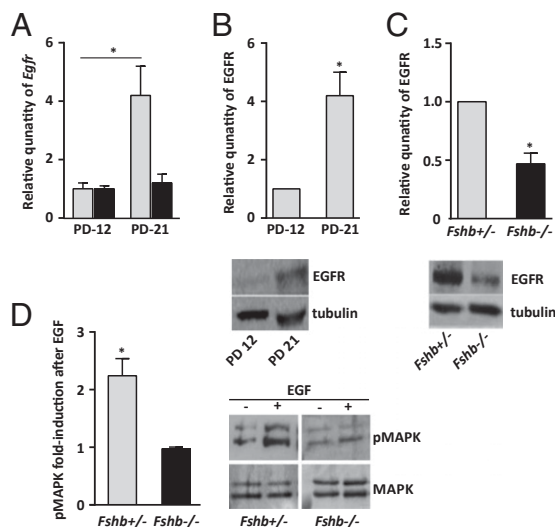 A
Relative qunatity of Egfr
6
4
2
0
*
PD-12 PD-21
B
Relative qunatity of EGFR
6
4
2
0
*
PD-12 PD-21
EGFR
tubulin
PD 12 PD 21
C
Relative qunatity of EGFR
1.5
1.0
0.5
0
*
Fshb+/- Fshb-/-
EGFR
tubulin
Fshb+/- Fshb-/-
D
pMAPK fold-induction after EGF
3
2
1
0
*
Fshb+/- Fshb-/-
EGF
- + - +
pMAPK
MAPK
Fshb+/- Fshb-/-